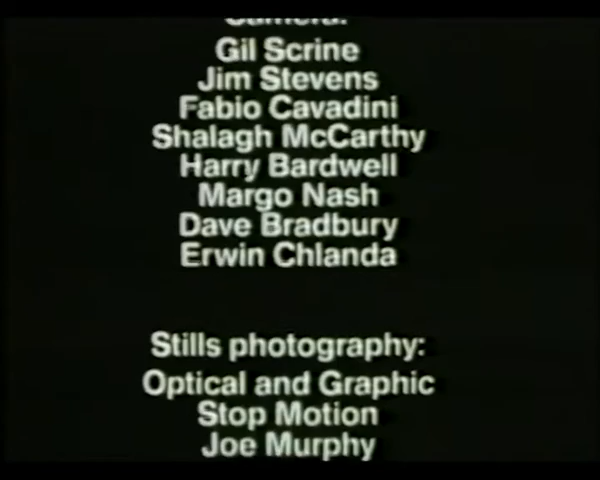 Camera:
Gil Scrine
Jim Stevens
Fabio Cavadini
Shalagh McCarthy
Harry Bardwell
Margo Nash
Dave Bradbury
Erwin Chlanda
Stills photography:
Optical and Graphic
Stop Motion
Joe Murphy